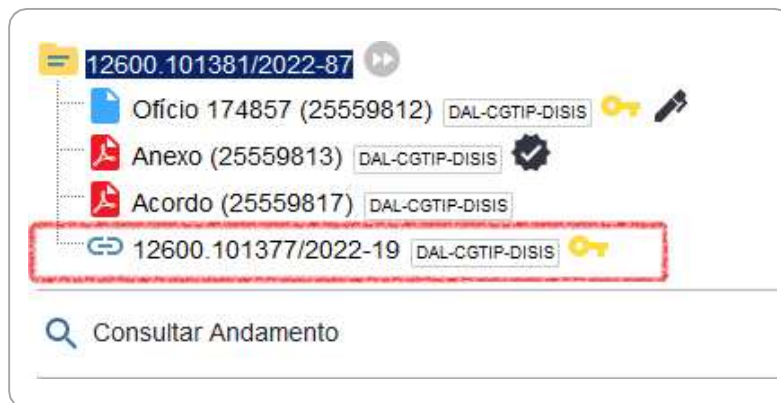 12600.101381/2022-87
Ofício 174857 (25559812) DAL-CGTIP-DISIS
Anexo (25559813) DAL-CGTIP-DISIS
Acordo (25559817) DAL-CGTIP-DISIS
12600.101377/2022-19 DAL-CGTIP-DISIS
Consultar Andamento